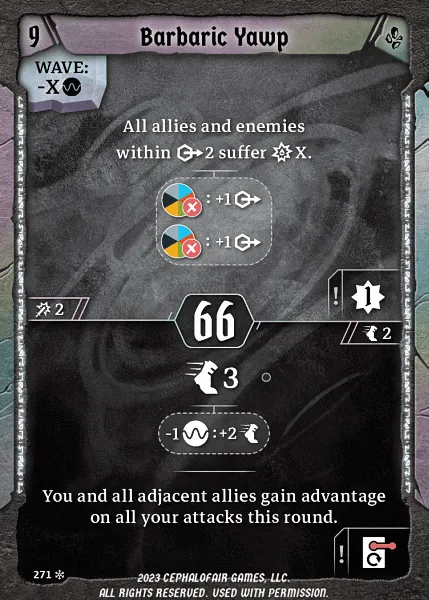 9
Barbaric Yawp
WAVE:
-X
All allies and enemies
within 2 suffer X.
: +1
: +1
! 1
2
66
2
3
-1 : +2
You and all adjacent allies gain advantage
on all your attacks this round.
!
271
2023 CEPHALOFAIR GAMES, LLC.
ALL RIGHTS RESERVED. USED WITH PERMISSION.